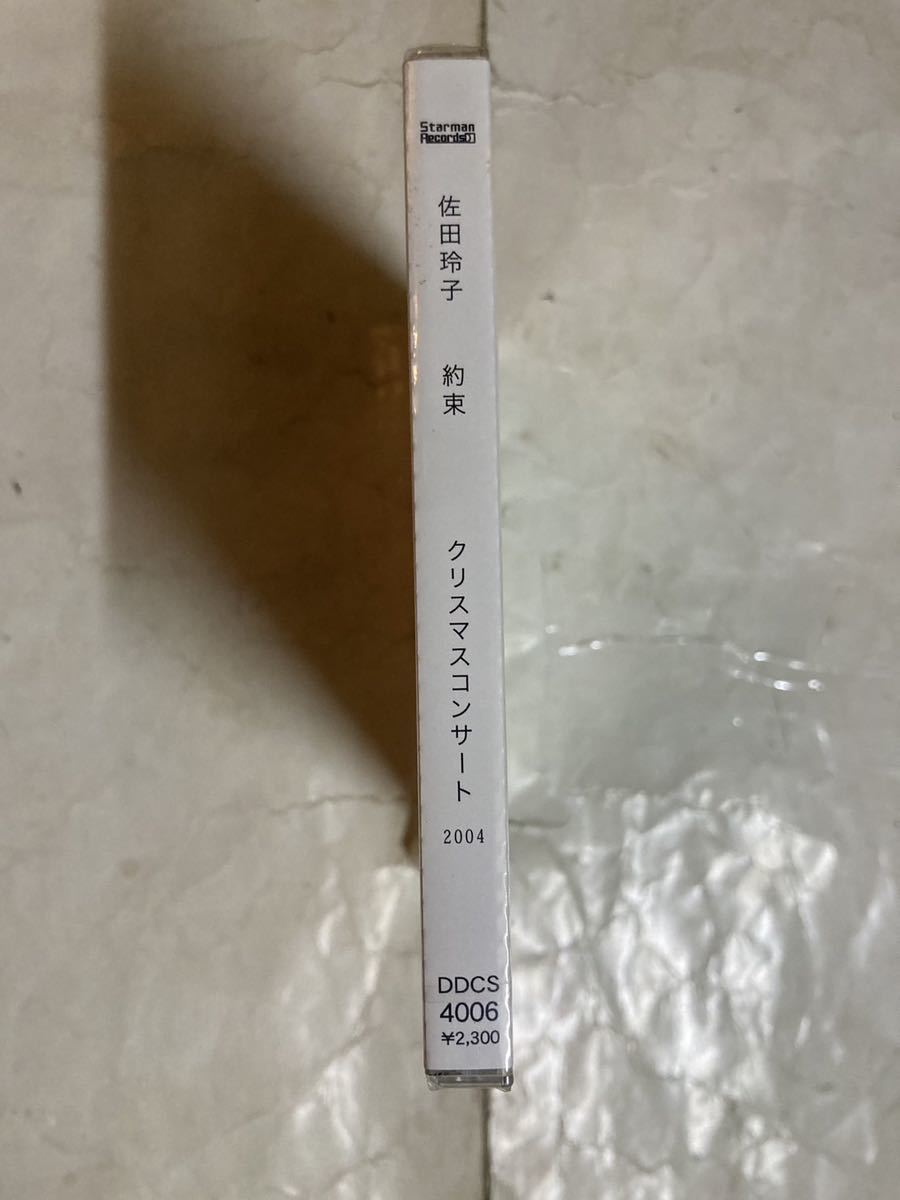 Starman
Records
佐田玲子
約束
クリスマスコンサート
2004
DDCS
4006
¥2,300